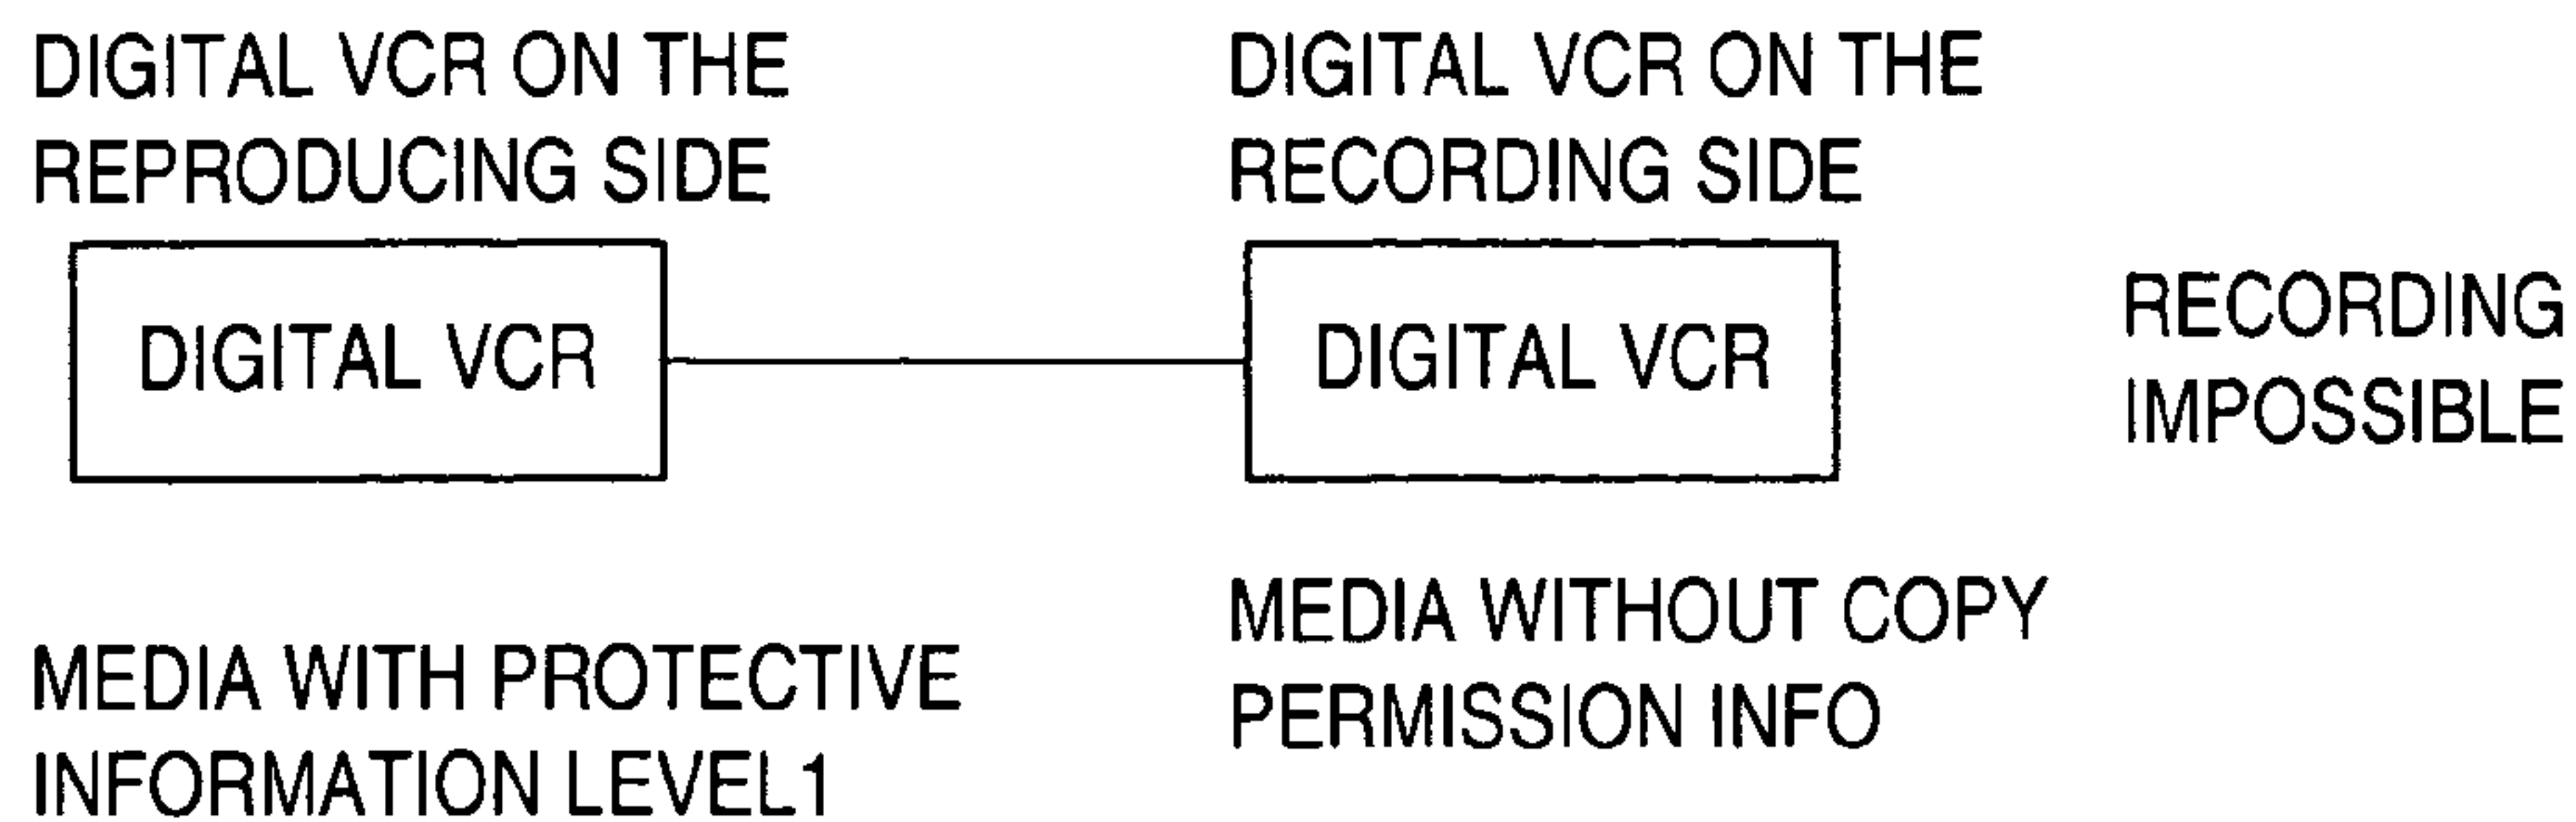 DIGITAL VCR ON THE
REPRODUCING SIDE
DIGITAL VCR
MEDIA WITH PROTECTIVE
INFORMATION LEVEL1
DIGITAL VCR ON THE
RECORDING SIDE
DIGITAL VCR
MEDIA WITHOUT COPY
PERMISSION INFO
RECORDING
IMPOSSIBLE